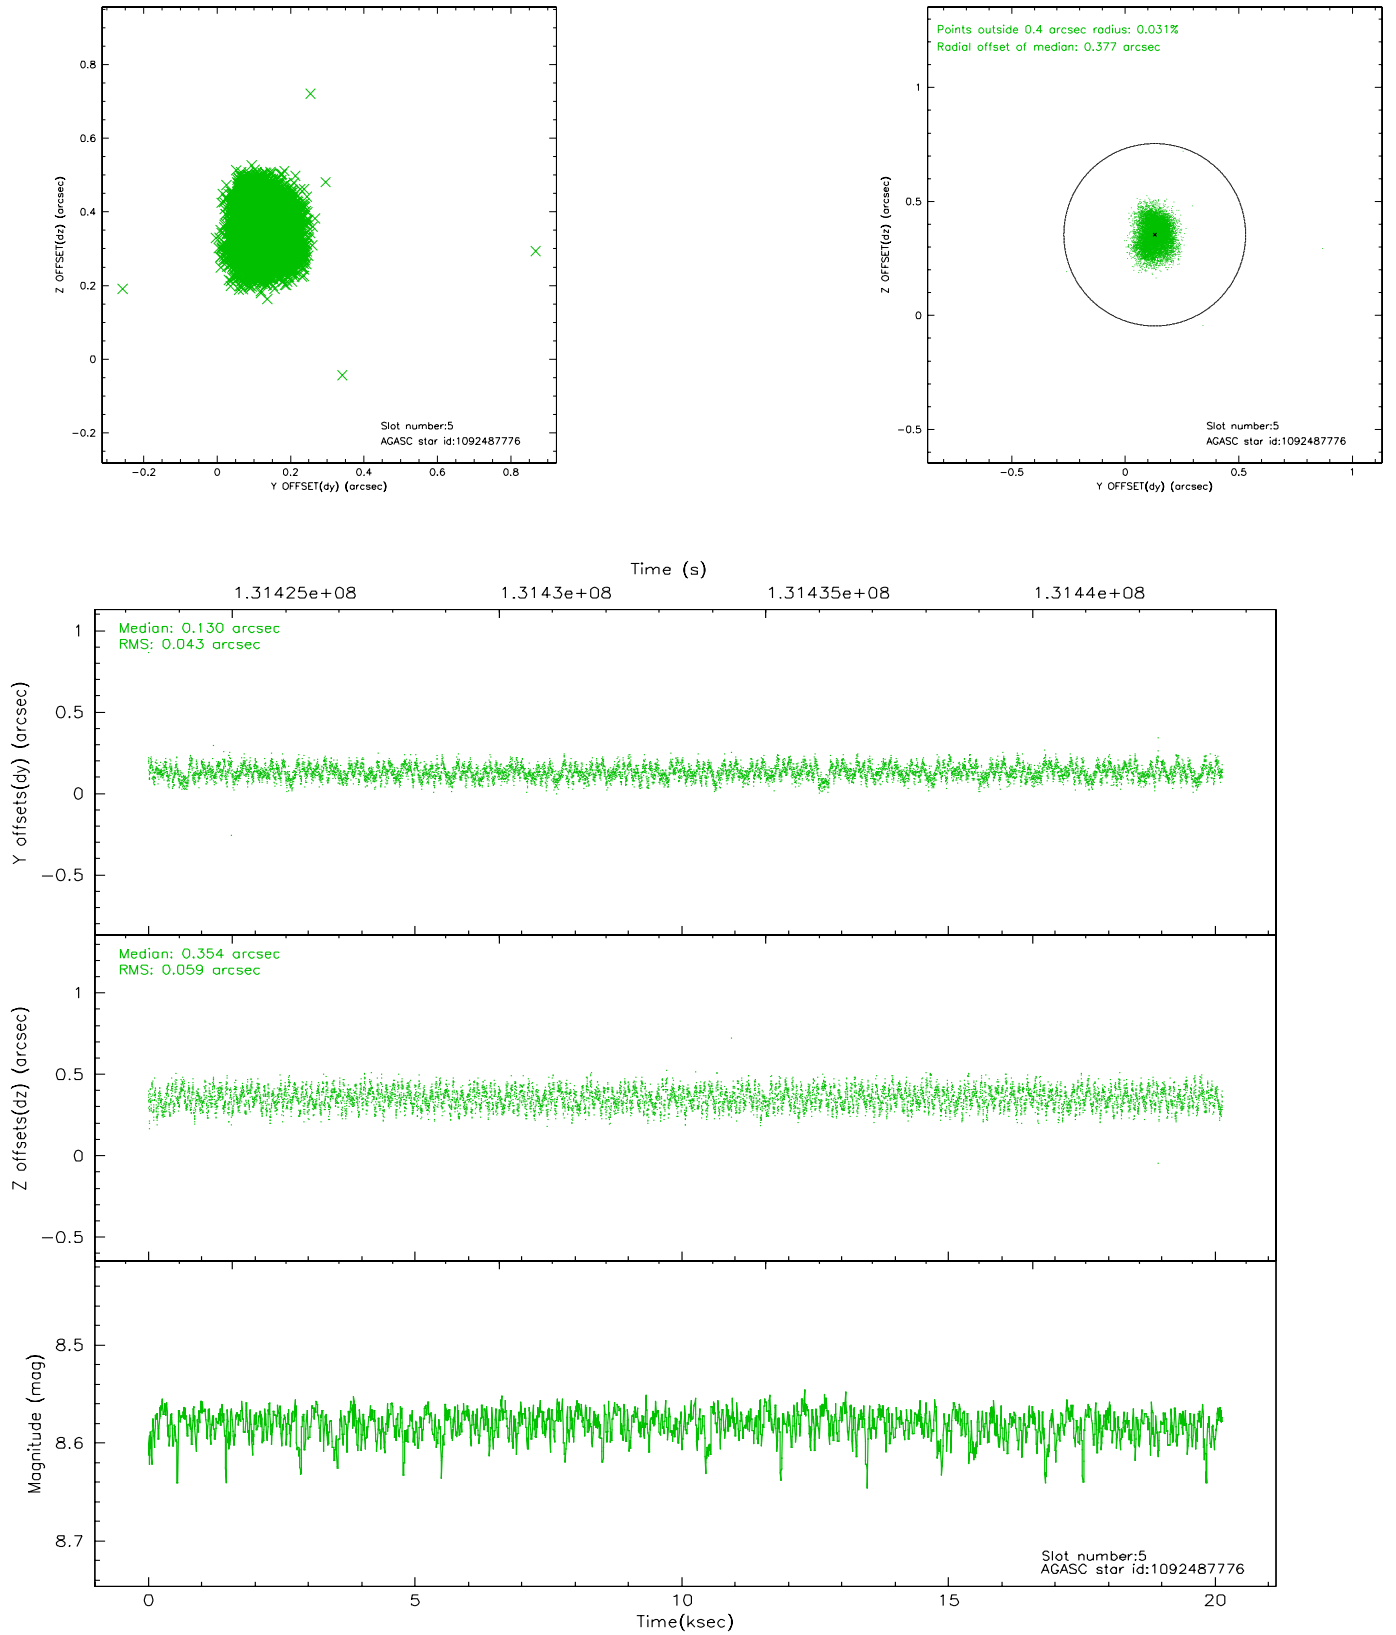 0.8
0.6
0.4
0.2
0
−0.2
Z OFFSET(dz) (arcsec)
−0.2 0 0.2 0.4 0.6 0.8
Y OFFSET(dy) (arcsec)
Slot number:5
AGASC star id:1092487776
Points outside 0.4 arcsec radius: 0.031%
Radial offset of median: 0.377 arcsec
1
0.5
0
−0.5
Z OFFSET(dz) (arcsec)
−0.5 0 0.5 1
Y OFFSET(dy) (arcsec)
Slot number:5
AGASC star id:1092487776
Time (s)
1.31425e+08 1.3143e+08 1.31435e+08 1.3144e+08
Median: 0.130 arcsec
RMS: 0.043 arcsec
1
0.5
0
−0.5
Y offsets(dy) (arcsec)
Median: 0.354 arcsec
RMS: 0.059 arcsec
1
0.5
0
−0.5
Z offsets(dz) (arcsec)
8.5
8.6
8.7
Magnitude (mag)
Slot number:5
AGASC star id:1092487776
0 5 10 15 20
Time(ksec)